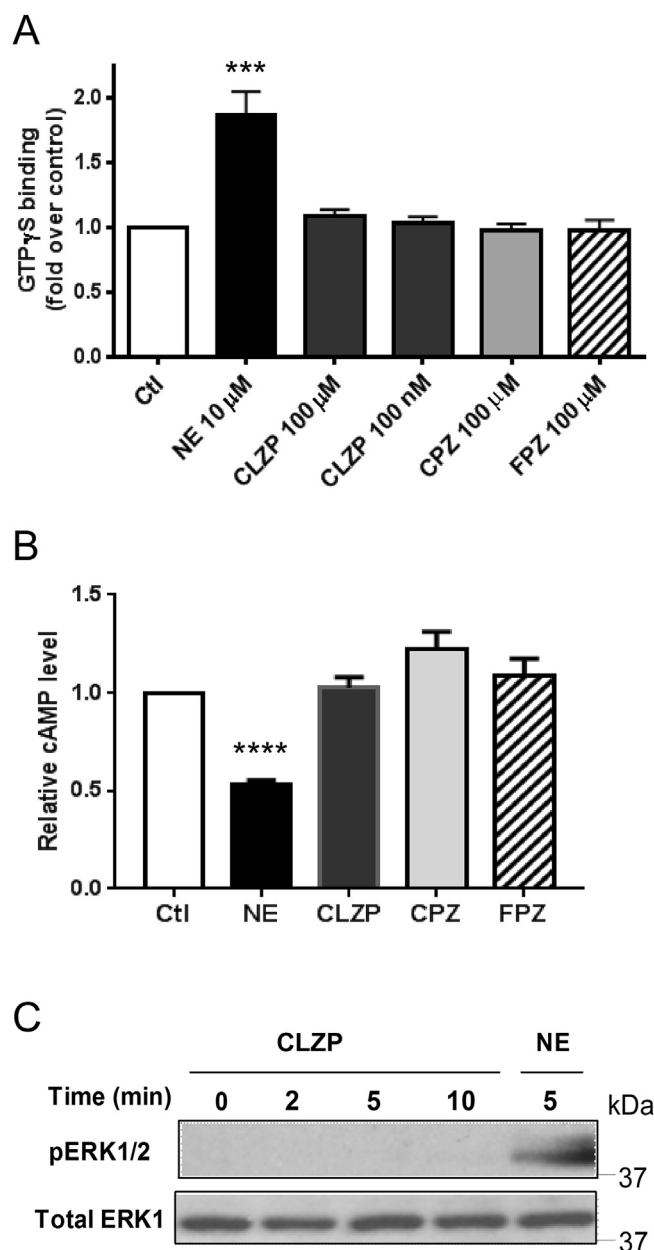 A
***
GTPγS binding
(fold over control)
2.0
1.5
1.0
0.5
0.0
Ctl
NE 10 μM
CLZP 100 μM
CLZP 100 nM
CPZ 100 μM
FPZ 100 μM
B
Relative cAMP level
1.5
1.0
0.5
0.0
****
Ctl NE CLZP CPZ FPZ
C
CLZP NE
Time (min) 0 2 5 10 5 kDa
pERK1/2
37
Total ERK1
37